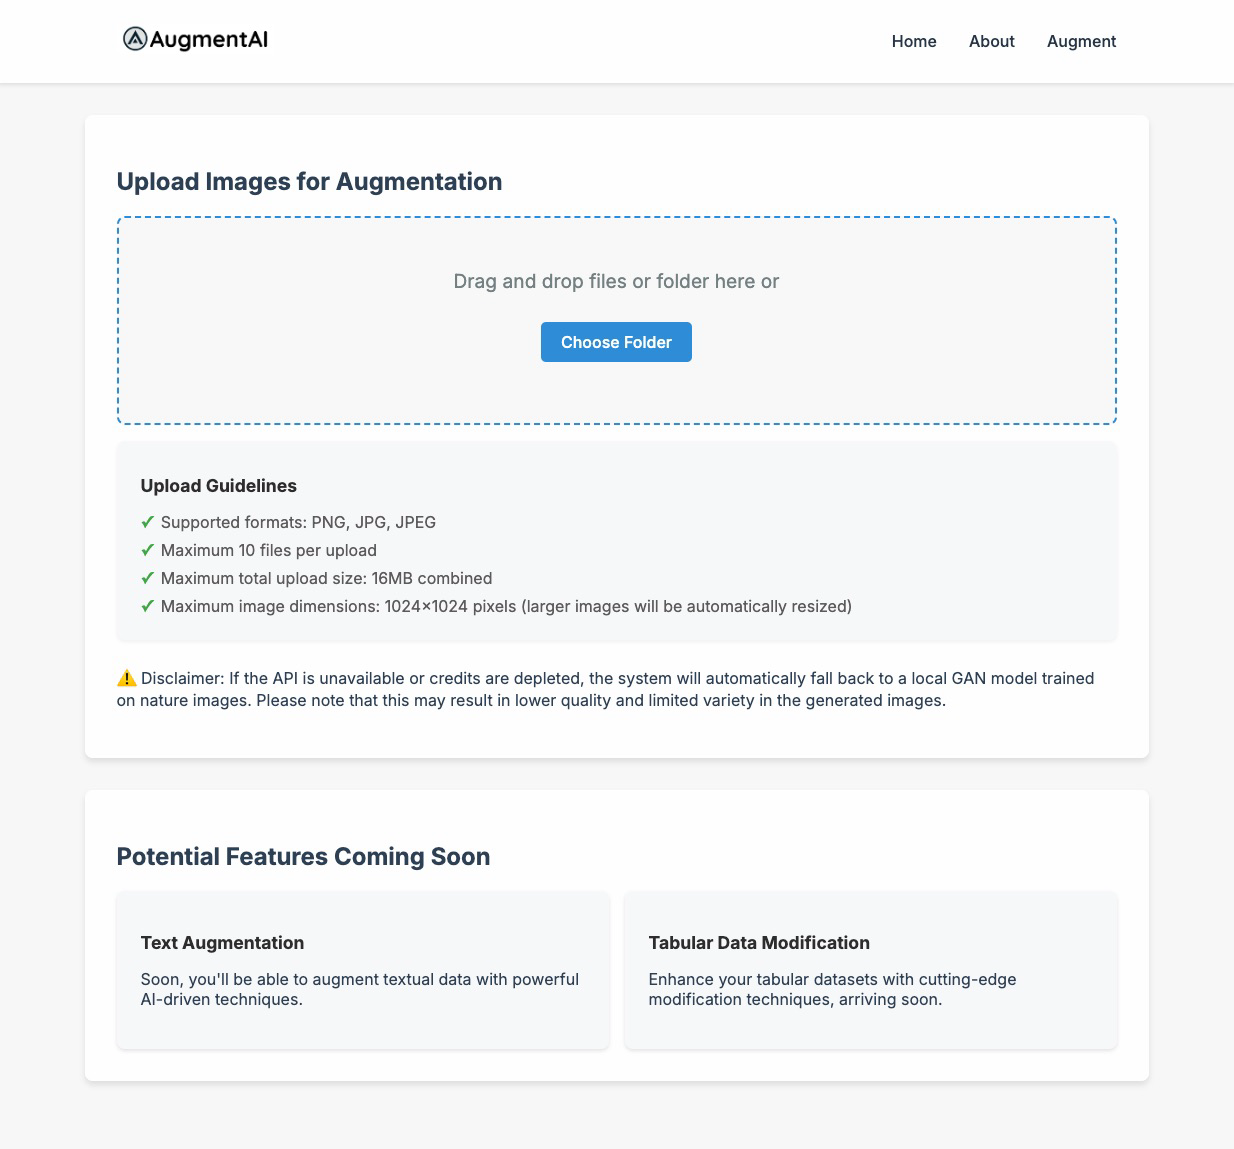 AugmentAI
Home About Augment
Upload Images for Augmentation
Drag and drop files or folder here or
Choose Folder
Upload Guidelines
✓ Supported formats: PNG, JPG, JPEG
✓ Maximum 10 files per upload
✓ Maximum total upload size: 16MB combined
✓ Maximum image dimensions: 1024×1024 pixels (larger images will be automatically resized)
⚠️ Disclaimer: If the API is unavailable or credits are depleted, the system will automatically fall back to a local GAN model trained
on nature images. Please note that this may result in lower quality and limited variety in the generated images.
Potential Features Coming Soon
Text Augmentation
Soon, you'll be able to augment textual data with powerful
AI-driven techniques.
Tabular Data Modification
Enhance your tabular datasets with cutting-edge
modification techniques, arriving soon.